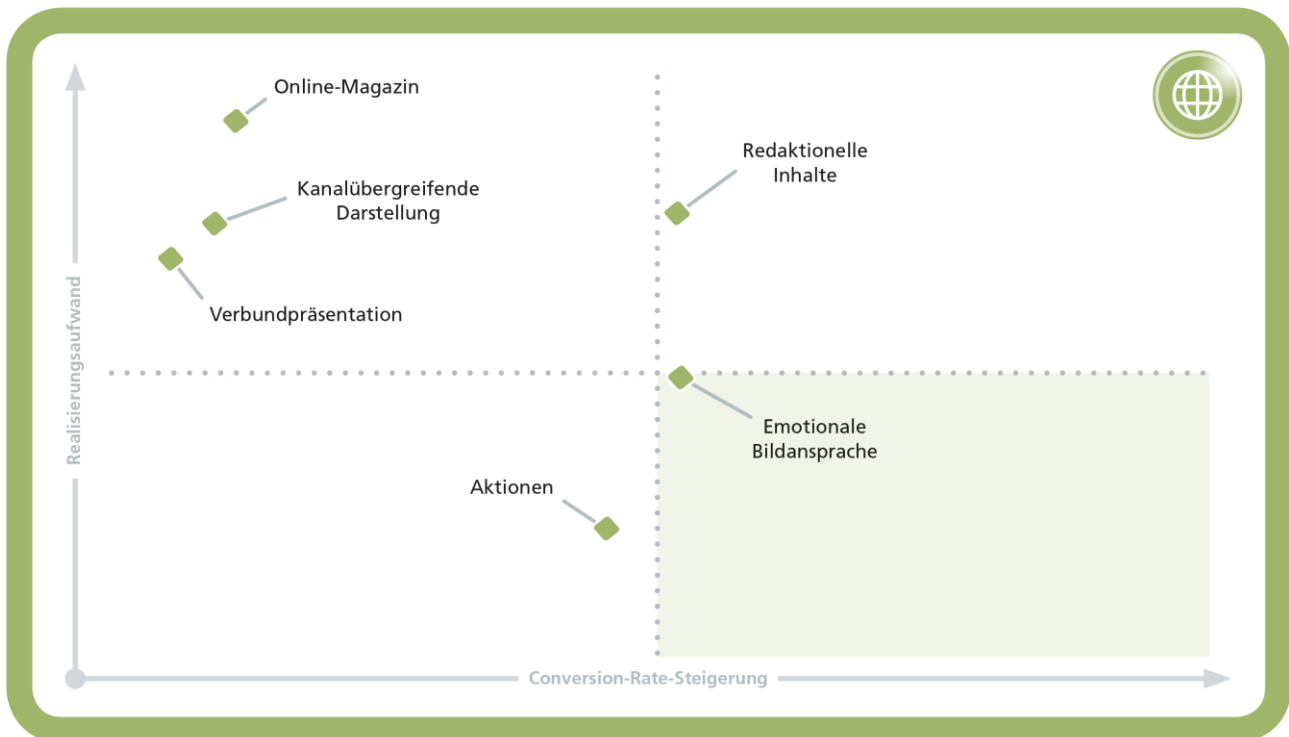 Online-Magazin
Redaktionelle
Inhalte
Kanalübergreifende
Darstellung
Verbundpräsentation
Realisierungsaufwand
Emotionale
Bildansprache
Aktionen
Conversion-Rate-Steigerung